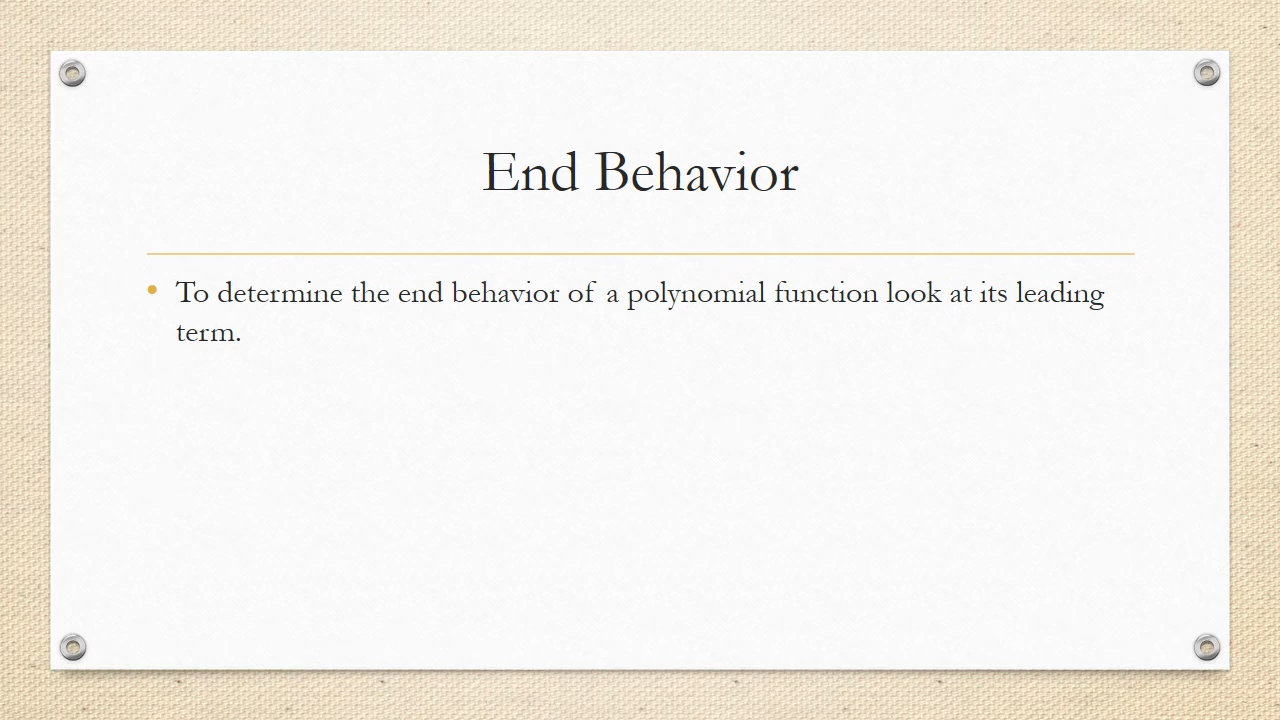 End Behavior
• To determine the end behavior of a polynomial function look at its leading
term.